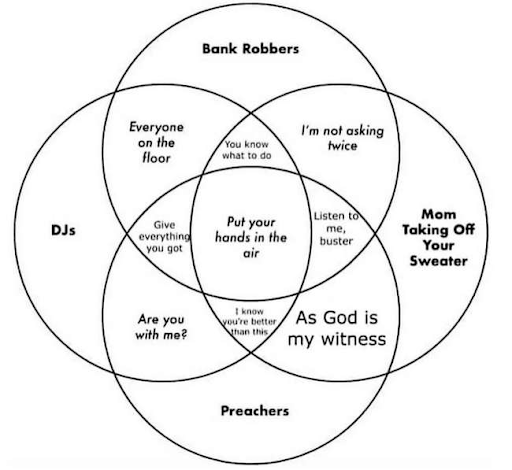 Bank Robbers
Everyone
on the
floor
You know
what to do
I'm not asking
twice
DJs
Give
everything
you got
Put your
hands in the
air
Listen to
me,
buster
Mom
Taking Off
Your
Sweater
Are you
with me?
I know
you're better
than this
As God is
my witness
Preachers